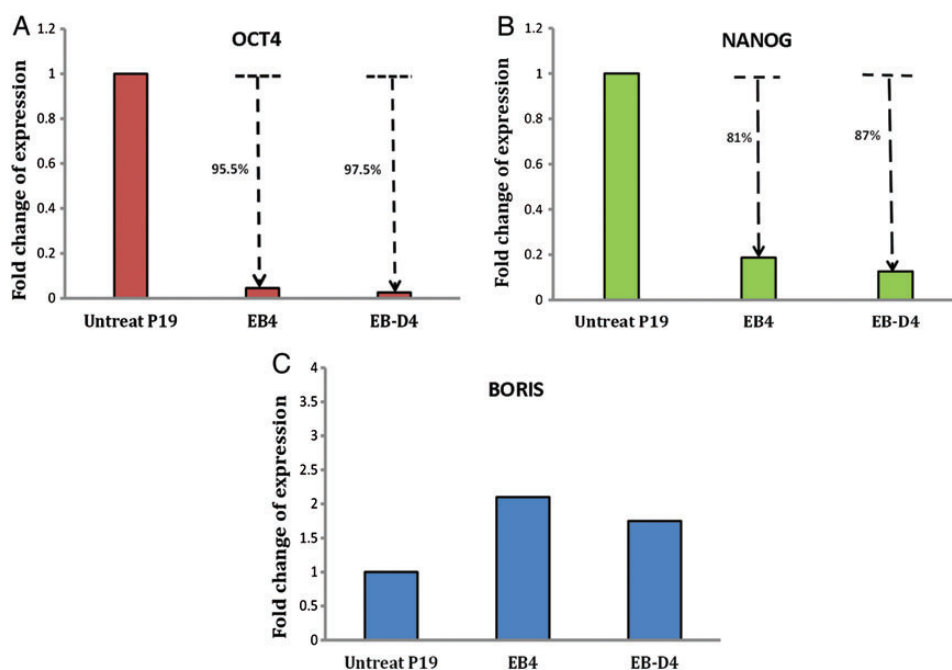 A
OCT4
Fold change of expression
1.2
1
0.8
0.6
0.4
0.2
0
95.5%
97.5%
Untreat P19 EB4 EB-D4
B
NANOG
Fold change of expression
1.2
1
0.8
0.6
0.4
0.2
0
81%
87%
Untreat P19 EB4 EB-D4
C
BORIS
Fold change of expression
4
3.5
3
2.5
2
1.5
1
0.5
0
Untreat P19 EB4 EB-D4